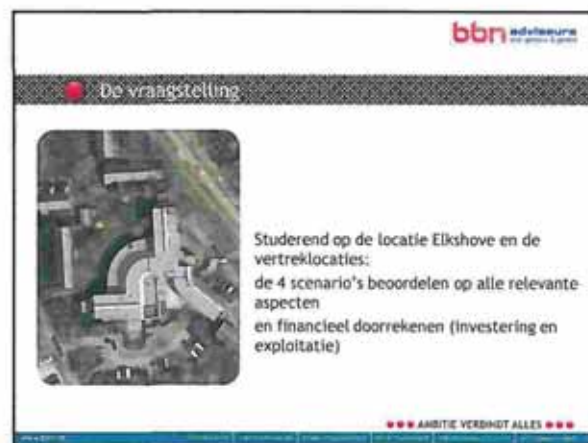 bbn adviseurs
De vraagstelling
Studerend op de locatie Elkshove en de
vertreklocaties:
de 4 scenario's beoordelen op alle relevante
aspecten
en financieel doorrekenen (investering en
exploitatie)
AMBITIE VERBINDT ALLES